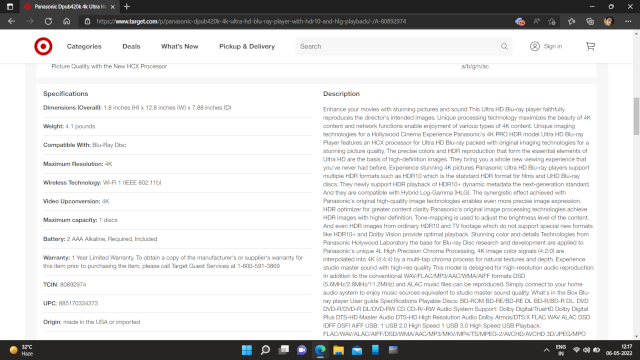 Panasonic Dpub420k 4k Ultra H
https://www.target.com/p/panasonic-dpub420k-4k-ultra-hd-blu-ray-player-with-hdr10-and-hlg-playback/-/A-80892974
Categories
Deals
What's New
Pickup & Delivery
Search
Sign in
Picture Quality with the New HCX Processor
a/b/g/n/ac
Specifications
Dimensions (Overall): 1.8 inches (H) x 12.8 inches (W) x 7.88 inches (D)
Weight: 4.1 pounds
Compatible With: Blu-Ray Disc
Maximum Resolution: 4K
Wireless Technology: Wi-Fi 1 (IEEE 802.11b)
Video Upconversion: 4K
Maximum capacity: 1 discs
Battery: 2 AAA Alkaline, Required, Included
Warranty: 1 Year Limited Warranty. To obtain a copy of the manufacturer's or supplier's warranty for
this item prior to purchasing the item, please call Target Guest Services at 1-800-591-3869
TCIN: 80892974
UPC: 885170334373
Origin: made in the USA or imported
Description
Enhance your movies with stunning pictures and sound This Ultra HD Blu-ray player faithfully
reproduces the director's intended images. Unique processing technology maximizes the beauty of 4K
content and network functions enable enjoyment of various types of 4K content. Unique imaging
technologies for a Hollywood Cinema Experience Panasonic's 4K PRO HDR model Ultra HD Blu-ray
Player features an HCX processor for Ultra HD Blu-ray packed with original imaging technologies for a
stunning picture quality. The precise colors and HDR reproduction that form the essential elements of
Ultra HD are the basis of high-definition images. They bring you a whole new viewing experience that
you've never had before. Experience stunning 4K pictures Panasonic Ultra HD Blu-ray players support
multiple HDR formats such as HDR10 which is the standard HDR format for films and UHD Blu-ray
discs. They newly support HDR playback of HDR10+ dynamic metadata the next-generation standard.
And they are compatible with Hybrid Log-Gamma (HLG). The synergistic effect achieved with
Panasonic's original high-quality image technologies enables even more precise image expression.
HDR optimizer for greater content clarity Panasonic's original image processing technologies achieve
HDR images with higher definition. Tone-mapping is used to adjust the brightness level of the content.
And even HDR images from ordinary HDR10 and TV footage which do not support special new formats
like HDR10+ and Dolby Vision provide optimal playback. Stunning color and details Technologies from
Panasonic Holywood Laboratory the base for Blu-ray Disc research and development are applied to
Panasonic's unique 4K High Precision Chroma Processing. 4K image color signals (4:2:0) are
interpolated into 4K (4:4:4) by a multi-tap chroma process for natural textures and depth. Experience
studio master sound with high-res quality This model is designed for high-resolution audio reproduction.
In addition to the conventional WAV/FLAC/MP3/AAC/WMA/AIFF formats DSD
(5.6MHz/2.8MHz/11.2MHz) and ALAC music files can be reproduced. Simply connect to your home
audio system to enjoy music sources equivalent to studio master sound quality. What's in the Box Blu-
ray player User guide Specifications Playable Discs: BD-ROM BD-RE/BD-RE DL BD-R/BD-R DL, DVD
DVD-R/DVD-R DL/DVD-RW CD CD-R/-RW Audio System Support: Dolby Digital/TrueHD Dolby Digital
Plus DTS-HD Master Audio DTS-HD High Resolution Audio Dolby Atmos/DTS:X FLAC WAV ALAC DSD
(DFF DSF) AIFF USB: 1 USB 2.0 High Speed 1 USB 3.0 High Speed USB Playback:
FLAC/WAV/ALAC/AIFF/DSD/WMA/AAC/MP3/MKV/MP4/TS/MPEG-2/AVCHD/AVCHD 3D/JPEG/MPO
32°C
Haze
ENG
IN
12:17
06-05-2022